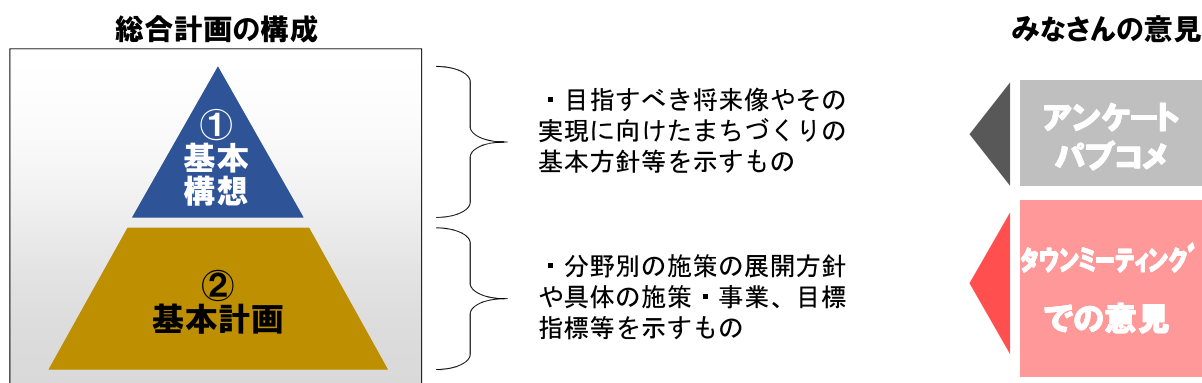 総合計画の構成
①
基本
構想
②
基本計画
・目指すべき将来像やその
実現に向けたまちづくりの
基本方針等を示すもの
・分野別の施策の展開方針
や具体の施策・事業、目標
指標等を示すもの
みなさんの意見
アンケート
パブコメ
タウンミーティング
での意見